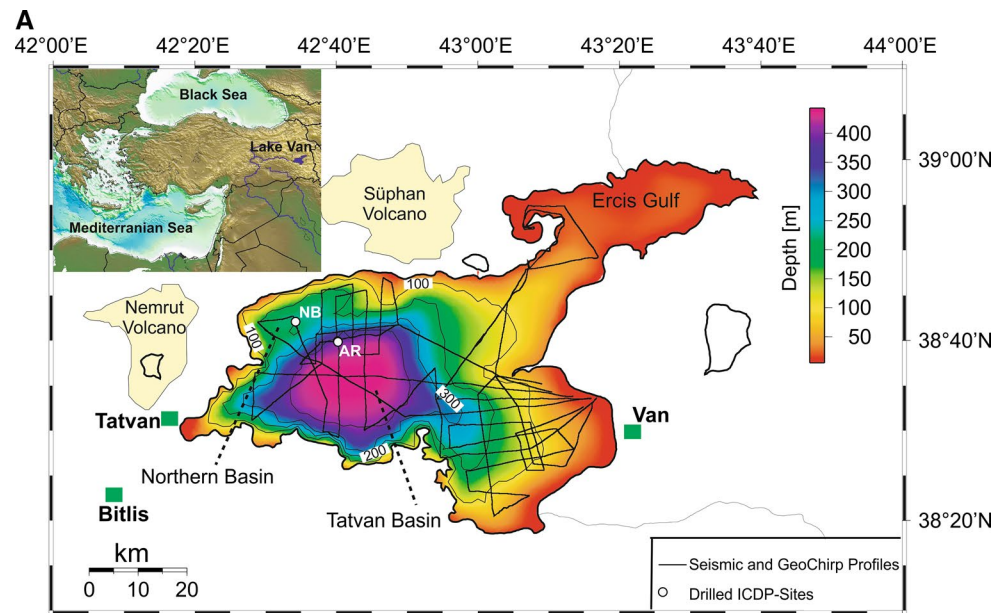 A
42°00'E 42°20'E 42°40'E 43°00'E 43°20'E 43°40'E 44°00'E
Black Sea
Lake Van
Mediterranean Sea
Süphan
Volcano
Ercis Gulf
Nemrut
Volcano
Depth [m]
400
350
300
250
200
150
100
50
39°00'N
38°40'N
38°20'N
100
100
NB
AR
300
200
Tatvan
Van
Northern Basin
Tatvan Basin
Bitlis
km
0 10 20
Seismic and GeoChirp Profiles
Drilled ICDP-Sites